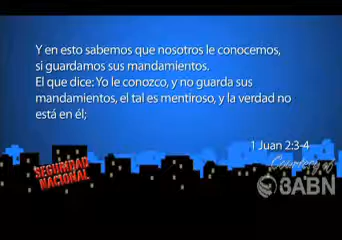 Y en esto sabemos que nosotros le conocemos,
si guardamos sus mandamientos.
El que dice: Yo le conozco, y no guarda sus
mandamientos, el tal es mentiroso, y la verdad no
está en él;
1 Juan 2:3-4
SEGURIDAD
NACIONAL
Courtesy of
3ABN